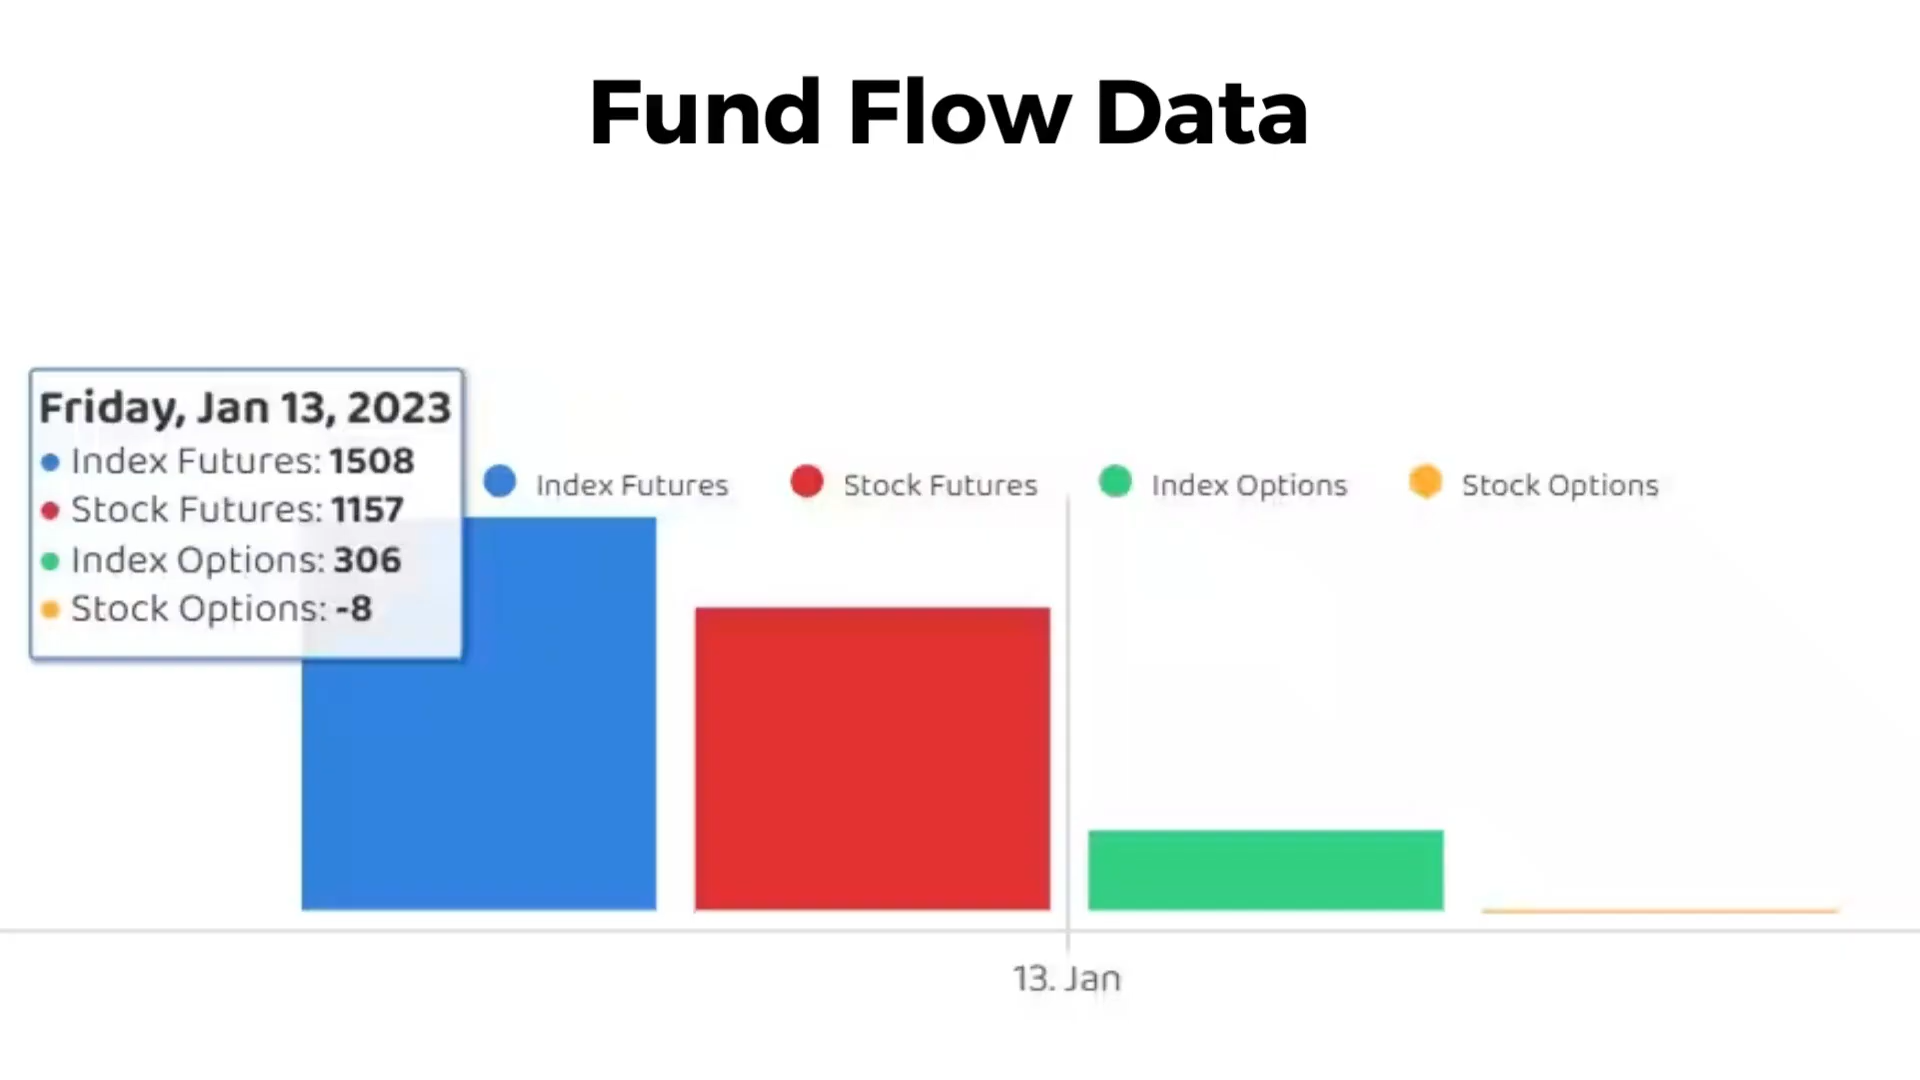 Fund Flow Data
Friday, Jan 13, 2023
Index Futures: 1508
Stock Futures: 1157
Index Options: 306
Stock Options: -8
Index Futures
Stock Futures
Index Options
Stock Options
13. Jan